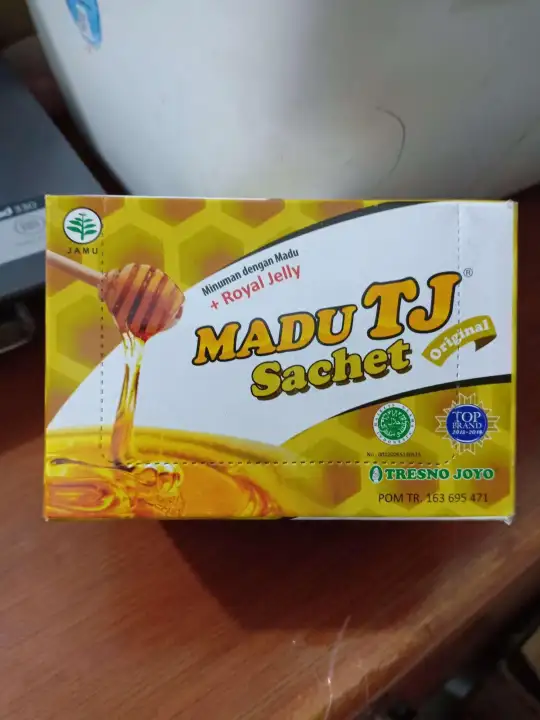 JAMU
Minuman dengan Madu
+ Royal Jelly
MADU TJ ®
Sachet
Original
TOP
BRAND
TRESNO JOYO
POM TR. 163 695 471